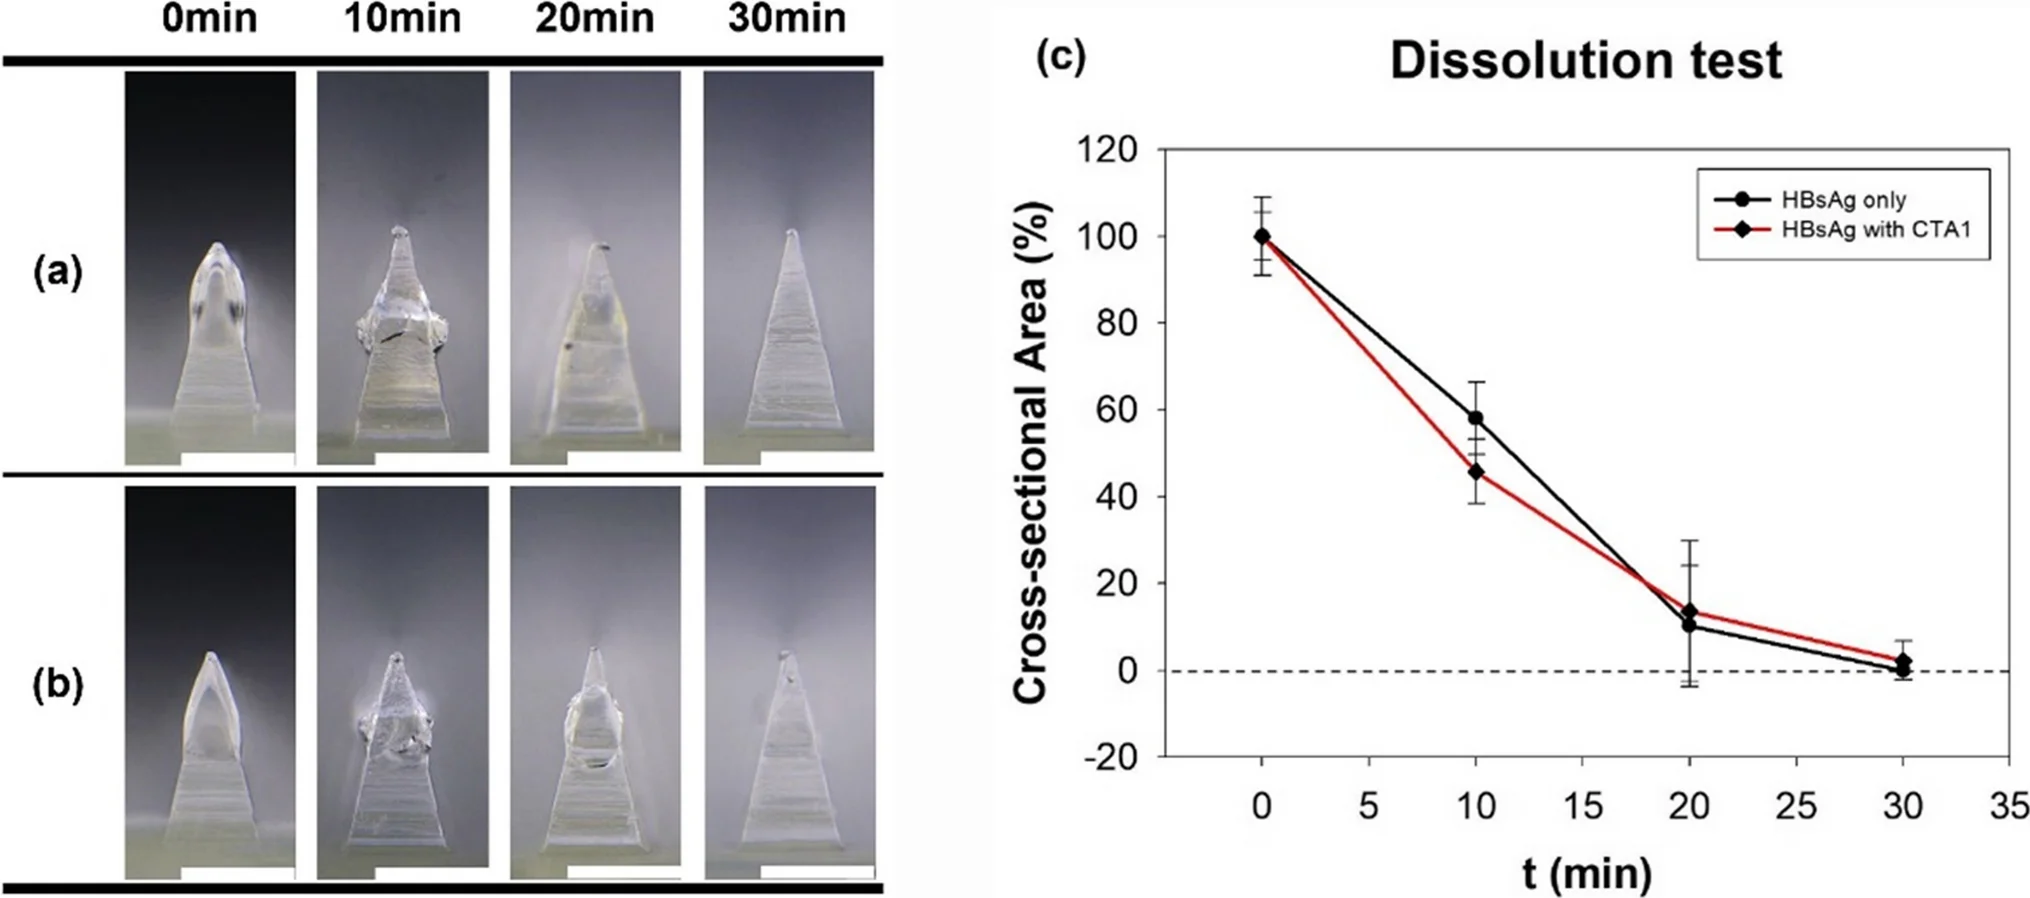 0min 10min 20min 30min
(a)
(b)
(c) Dissolution test
120
100
80
60
40
20
0
-20
Cross-sectional Area (%)
HBsAg only
HBsAg with CTA1
0 5 10 15 20 25 30 35
t (min)